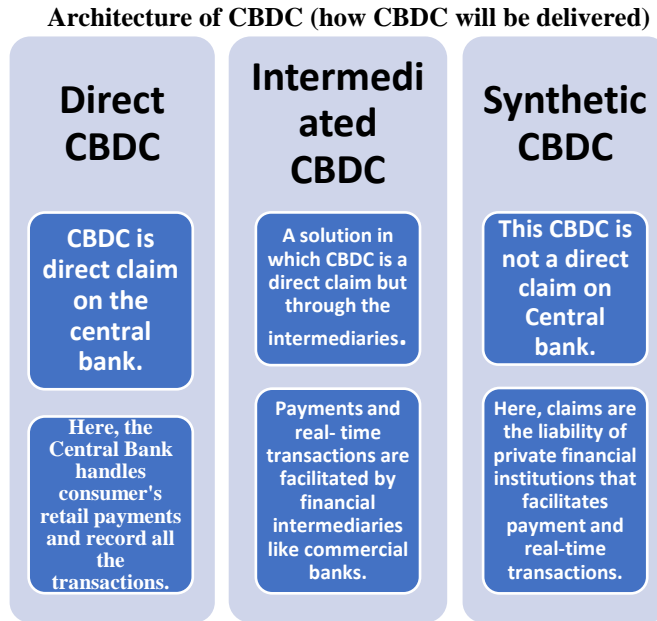 Architecture of CBDC (how CBDC will be delivered)
Direct
CBDC
CBDC is
direct claim
on the
central
bank.
Here, the
Central Bank
handles
consumer's
retail payments
and record all
the
transactions.
Intermedi
ated
CBDC
A solution in
which CBDC is a
direct claim but
through the
intermediaries.
Payments and
real- time
transactions are
facilitated by
financial
intermediaries
like commercial
banks.
Synthetic
CBDC
This CBDC is
not a direct
claim on
Central
bank.
Here, claims are
the liability of
private financial
institutions that
facilitates
payment and
real-time
transactions.